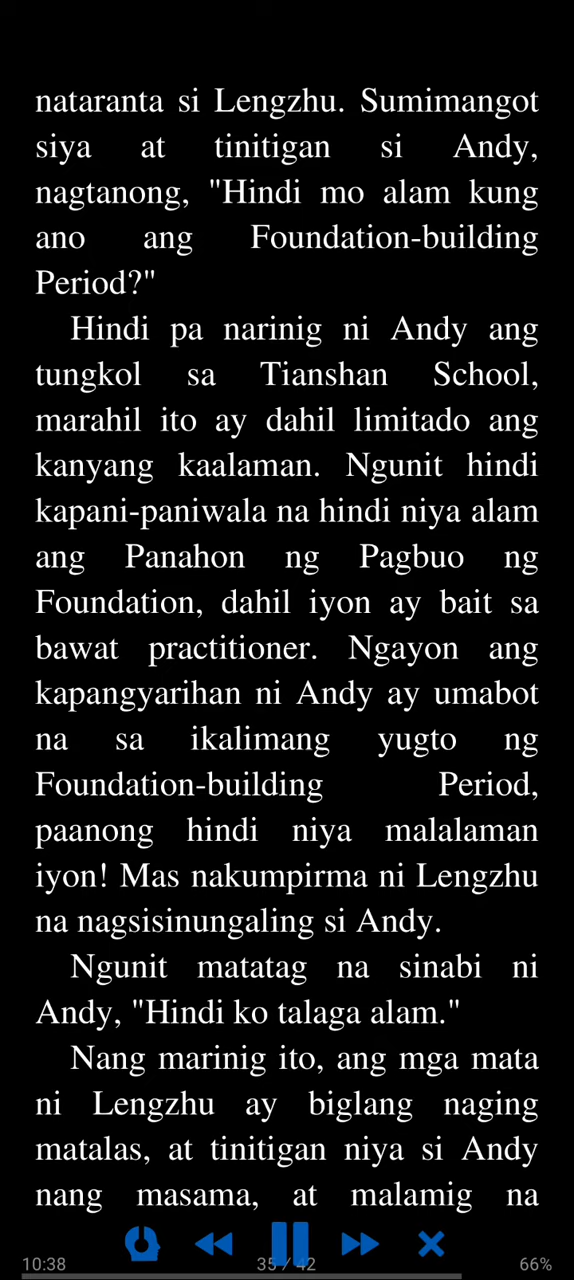 nataranta si Lengzhu. Sumimangot
siya at tinitigan si Andy,
nagtanong, "Hindi mo alam kung
ano ang Foundation-building
Period?"
Hindi pa narinig ni Andy ang
tungkol sa Tianshan School,
marahil ito ay dahil limitado ang
kanyang kaalaman. Ngunit hindi
kapani-paniwala na hindi niya alam
ang Panahon ng Pagbuo ng
Foundation, dahil iyon ay bait sa
bawat practitioner. Ngayon ang
kapangyarihan ni Andy ay umabot
na sa ikalimang yugto ng
Foundation-building Period,
paanong hindi niya malalaman
iyon! Mas nakumpirma ni Lengzhu
na nagsisinungaling si Andy.
Ngunit matatag na sinabi ni
Andy, "Hindi ko talaga alam."
Nang marinig ito, ang mga mata
ni Lengzhu ay biglang naging
matalas, at tinitigan niya si Andy
nang masama, at malamig na
10:38 35 / 42 66%